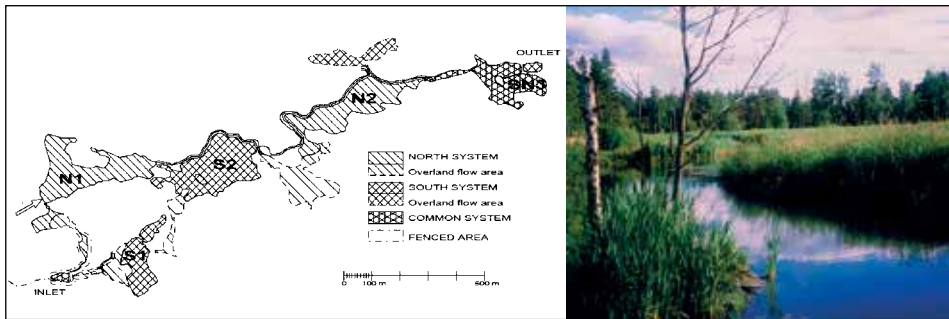 OUTLET
SN3
N2
S2
N1
S1
INLET
NORTH SYSTEM
Overland flow area
SOUTH SYSTEM
Overland flow area
COMMON SYSTEM
FENCED AREA
0 100 m 500 m